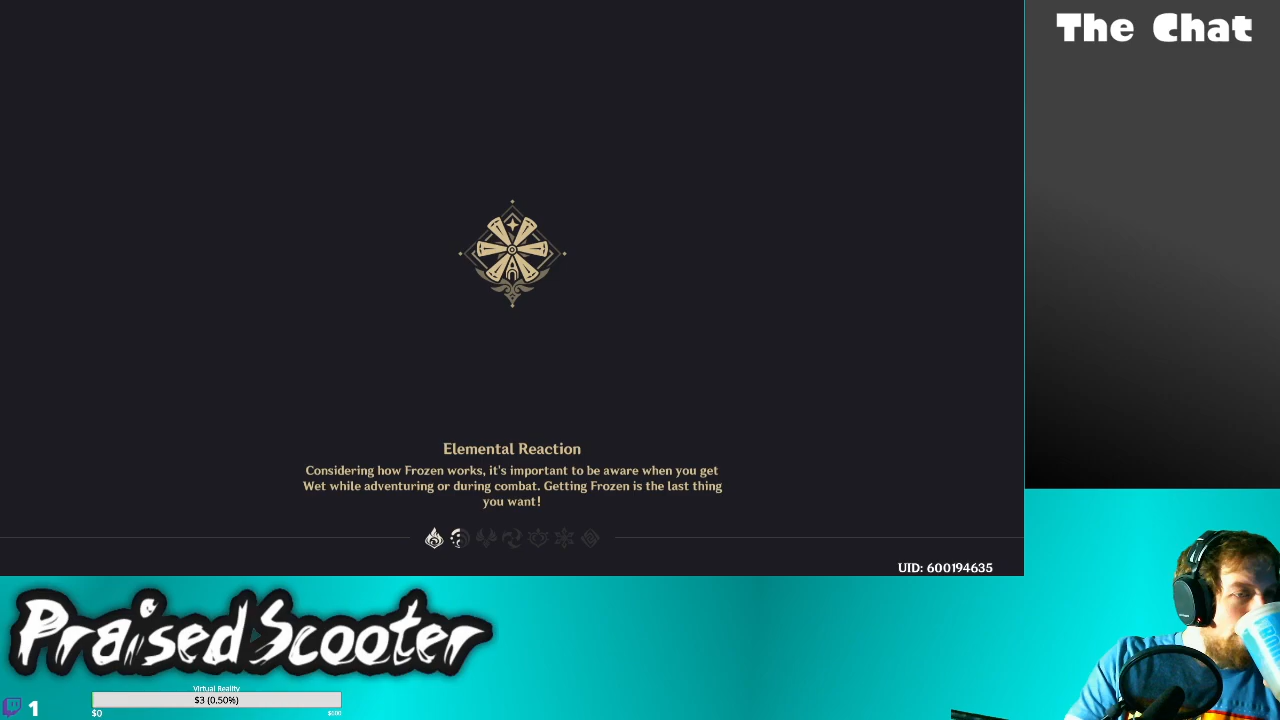 The Chat
Elemental Reaction
Considering how Frozen works, it's important to be aware when you get
Wet while adventuring or during combat. Getting Frozen is the last thing
you want!
UID: 600194635
PraisedScooter
Virtual Reality
$3 (0.50%)
1
$0
$600